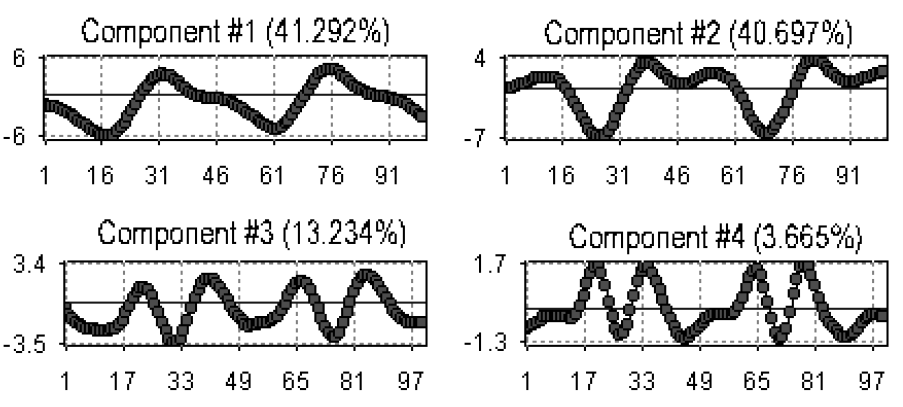 Component #1 (41.292%)
6
-6
1 16 31 46 61 76 91
Component #2 (40.697%)
4
-7
1 16 31 46 61 76 91
Component #3 (13.234%)
3.4
-3.5
1 17 33 49 65 81 97
Component #4 (3.665%)
1.7
-1.3
1 17 33 49 65 81 97